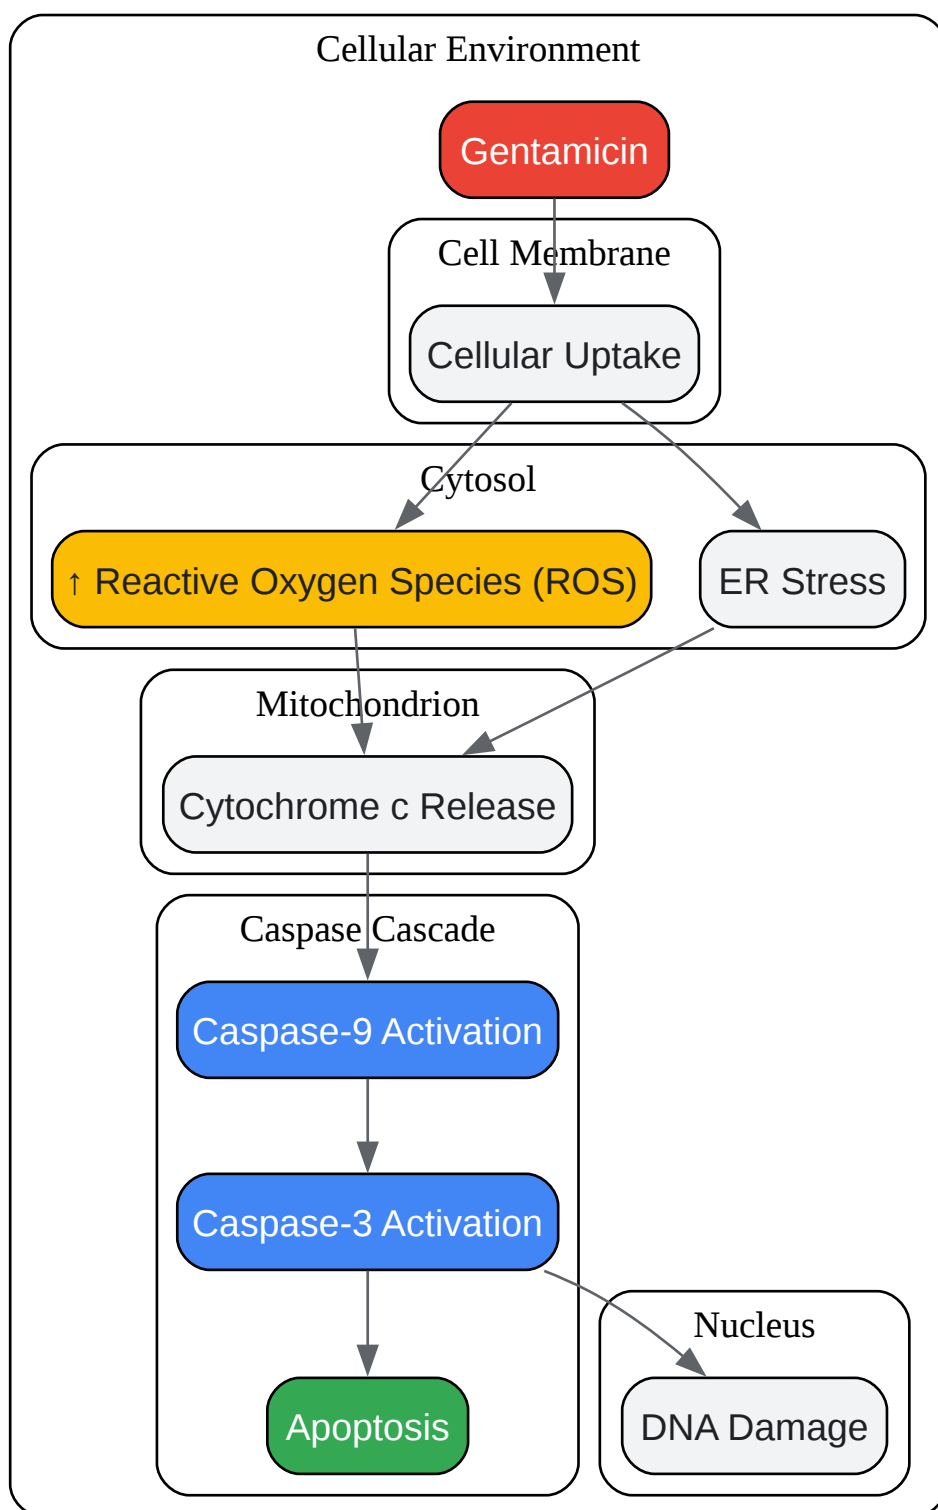 Cellular Environment
Gentamicin
Cell Membrane
Cellular Uptake
Cytosol
↑ Reactive Oxygen Species (ROS)
ER Stress
Mitochondrion
Cytochrome c Release
Caspase Cascade
Caspase-9 Activation
Caspase-3 Activation
Nucleus
Apoptosis
DNA Damage